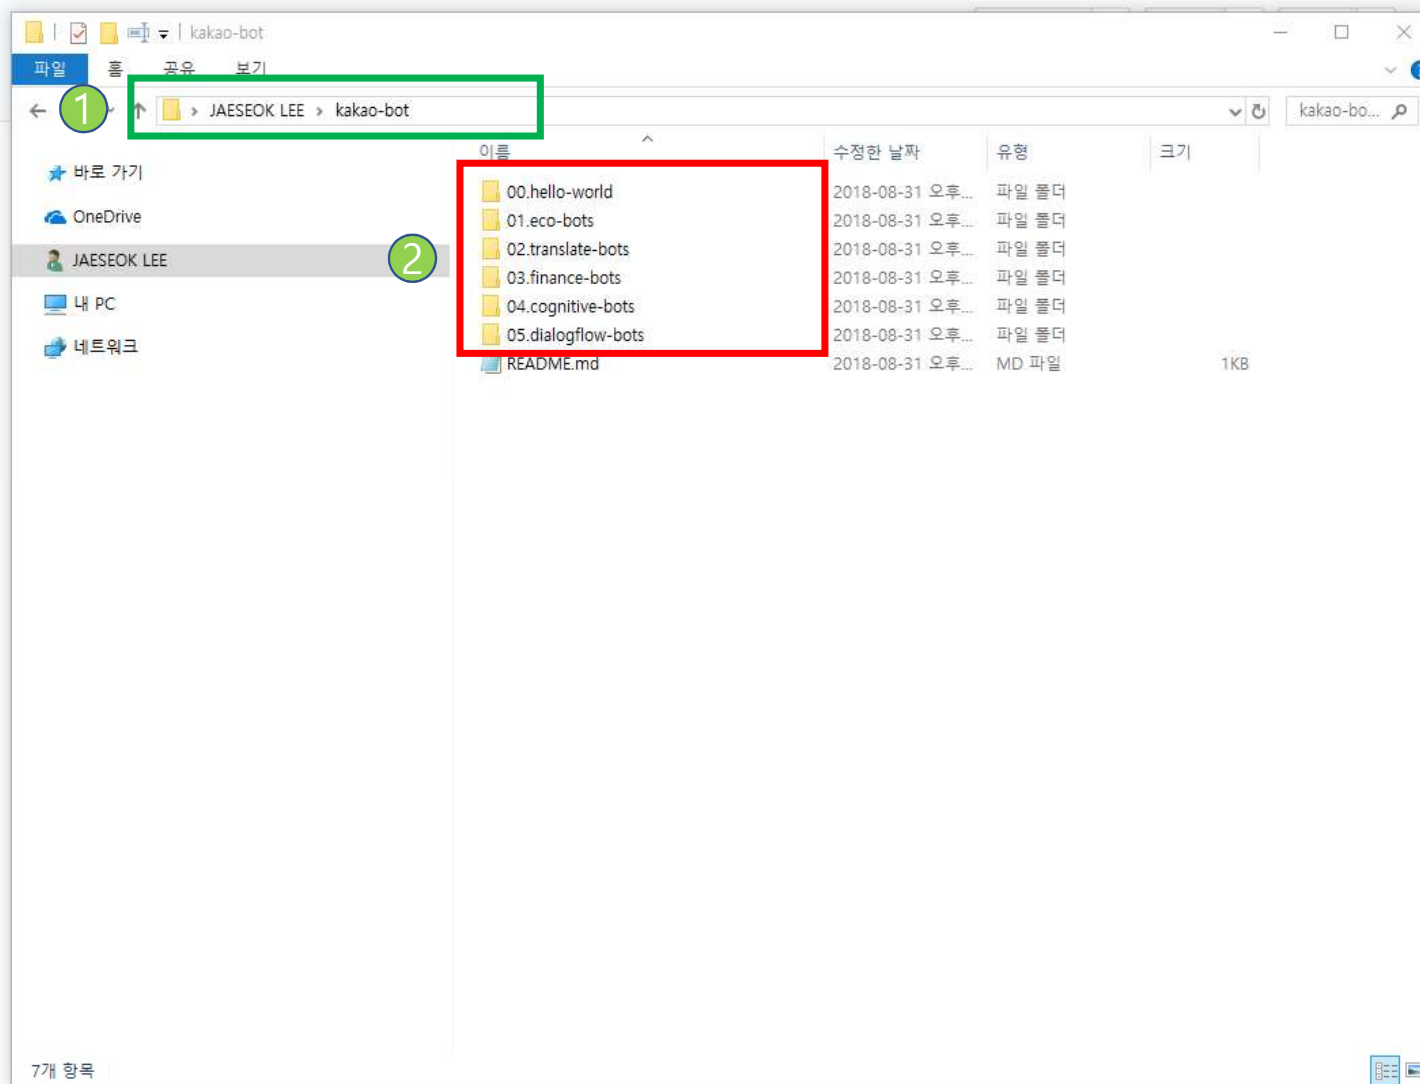 kakao-bot
파일 홈 공유 보기
1
JAESEOK LEE > kakao-bot
kakao-bo...
바로 가기
OneDrive
JAESEOK LEE
내 PC
네트워크
2
이름 수정한 날짜 유형 크기
00.hello-world 2018-08-31 오후... 파일 폴더
01.eco-bots 2018-08-31 오후... 파일 폴더
02.translate-bots 2018-08-31 오후... 파일 폴더
03.finance-bots 2018-08-31 오후... 파일 폴더
04.cognitive-bots 2018-08-31 오후... 파일 폴더
05.dialogflow-bots 2018-08-31 오후... 파일 폴더
README.md 2018-08-31 오후... MD 파일 1KB
7개 항목